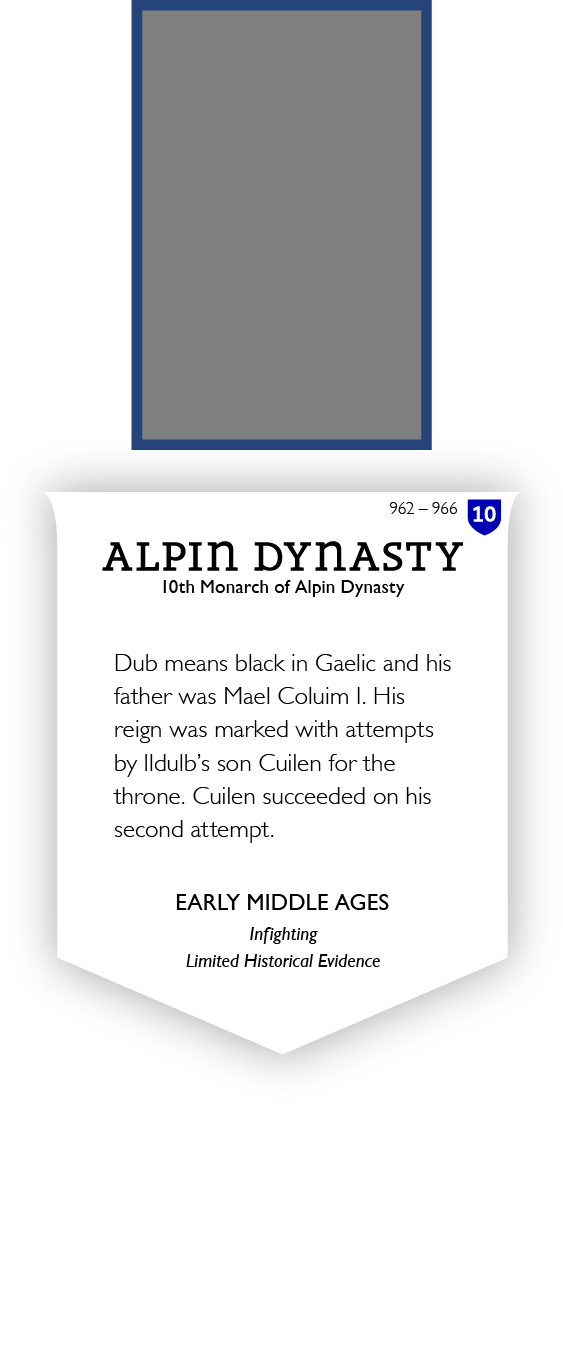 962 – 966
10
ALPIN DYNASTY
10th Monarch of Alpin Dynasty
Dub means black in Gaelic and his
father was Mael Coluim I. His
reign was marked with attempts
by Ildulb’s son Cuilen for the
throne. Cuilen succeeded on his
second attempt.
EARLY MIDDLE AGES
Infighting
Limited Historical Evidence